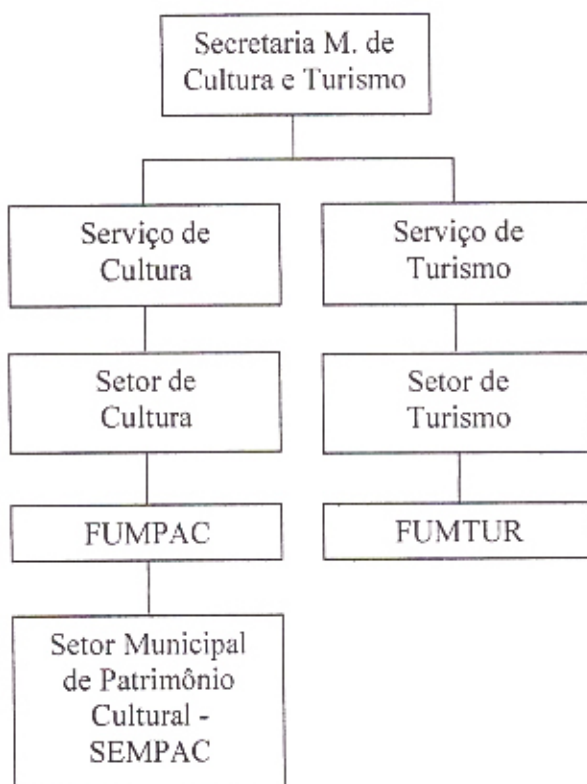 Secretaria M. de
Cultura e Turismo
Serviço de
Cultura
Serviço de
Turismo
Setor de
Cultura
Setor de
Turismo
FUMPAC
FUMTUR
Setor Municipal
de Patrimônio
Cultural -
SEMPAC